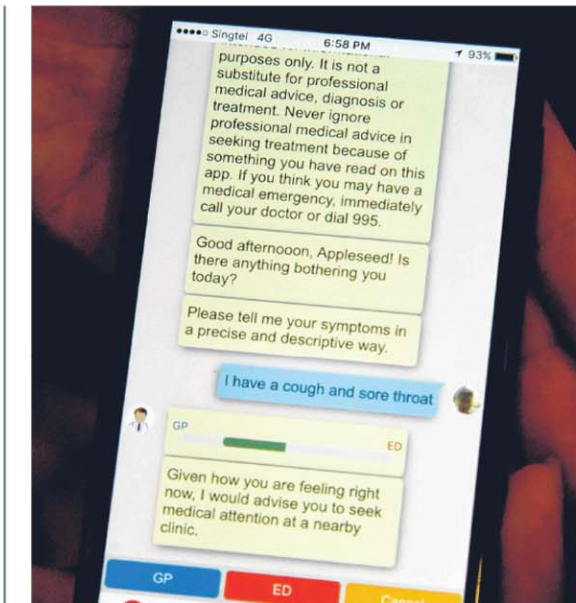 Singtel 4G 6:58 PM 93%
purposes only. It is not a
substitute for professional
medical advice, diagnosis or
treatment. Never ignore
professional medical advice in
seeking treatment because of
something you have read on this
app. If you think you may have a
medical emergency, immediately
call your doctor or dial 995.
Good afternooon, Appleseed! Is
there anything bothering you
today?
Please tell me your symptoms in
a precise and descriptive way.
I have a cough and sore throat
GP ED
Given how you are feeling right
now, I would advise you to seek
medical attention at a nearby
clinic.
GP ED Cancel